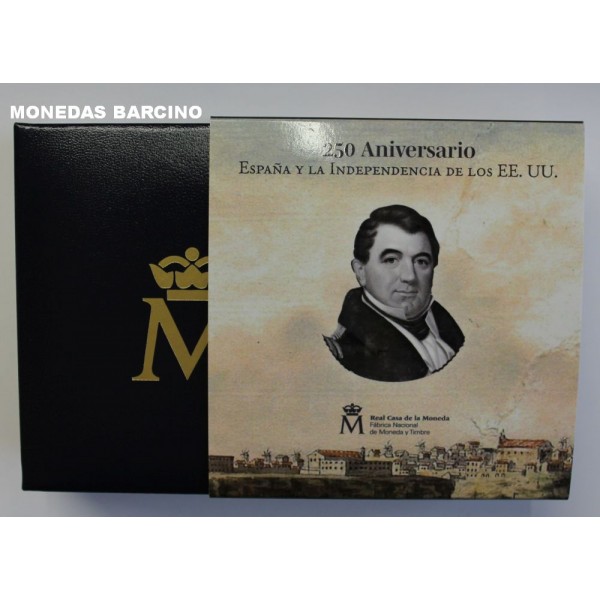 MONEDAS BARCINO
250 Aniversario
ESPAÑA Y LA INDEPENDENCIA DE LOS EE. UU.
M
M
Real Casa de la Moneda
Fábrica Nacional
de Moneda y Timbre